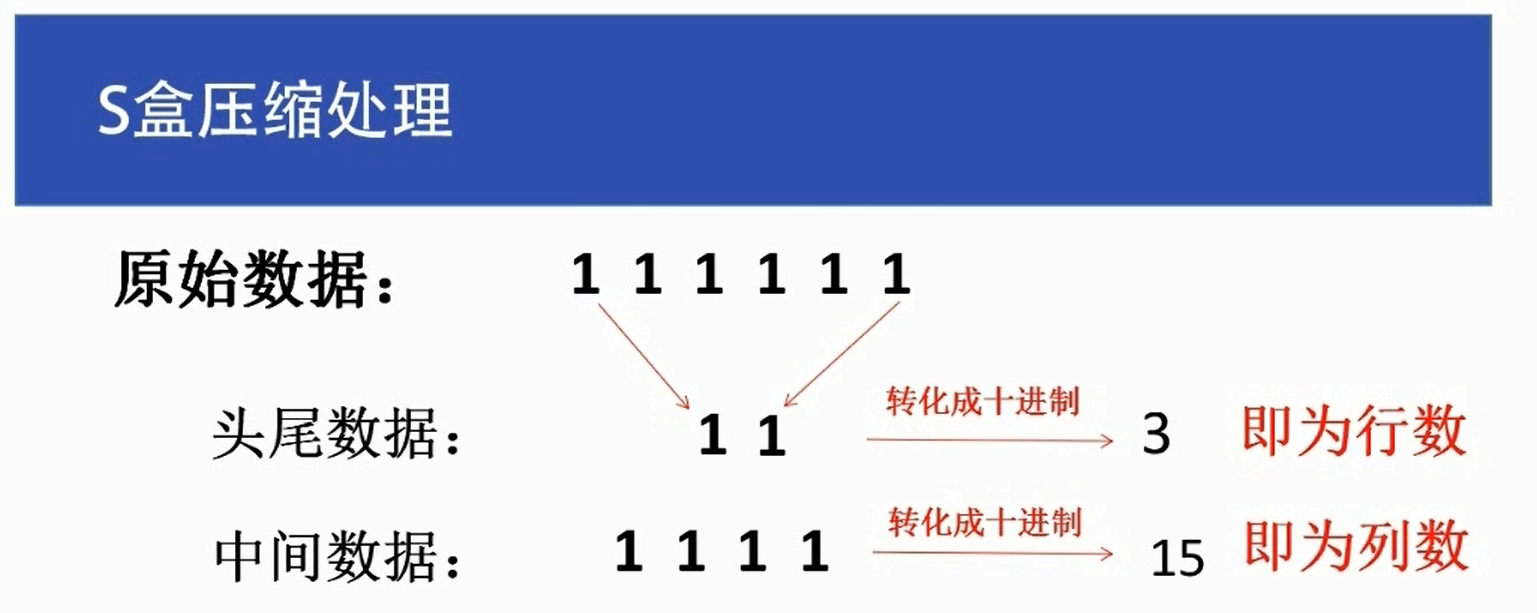 S盒压缩处理
原始数据： 1 1 1 1 1 1
头尾数据： 1 1 转化成十进制 3 即为行数
中间数据： 1 1 1 1 转化成十进制 15 即为列数